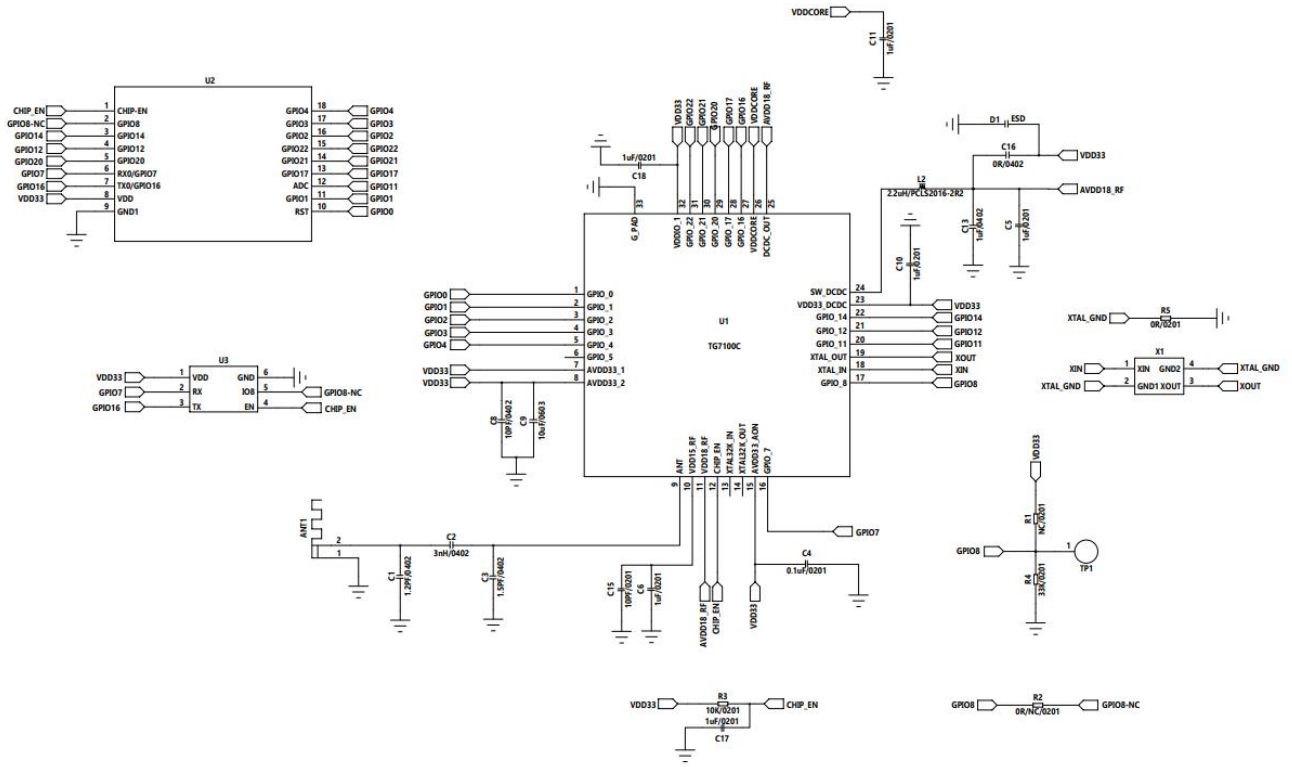 VDDCORE
C11
1uF/0201
U2
CHIP_EN 1 CHIP-EN GPIO4 18 GPIO4
GPIO8-NC 2 GPIO8 GPIO3 17 GPIO3
GPIO14 3 GPIO14 GPIO2 16 GPIO2
GPIO12 4 GPIO12 GPIO22 15 GPIO22
GPIO20 5 GPIO20 GPIO21 14 GPIO21
GPIO7 6 RX0/GPIO7 GPIO17 13 GPIO17
GPIO16 7 TX0/GPIO16 ADC 12 GPIO11
VDD33 8 VDD GPIO1 11 GPIO1
9 GND1 RST 10 GPIO0
VDD33
GPIO22
GPIO21
GPIO20
GPIO17
GPIO16
VDDCORE
AVDD18_RF
1uF/0201
C18
33 G_PAD
32 VDDIO_1
31 GPIO_22
30 GPIO_21
29 GPIO_20
28 GPIO_17
27 GPIO_16
26 VDDCORE
25 DCDC_OUT
D1 ESD
C16
0R/0402
VDD33
L2
2.2uH/PCLS2016-2R2
AVDD18_RF
C13
1uF/0402
C5
1uF/0201
C10
1uF/0201
GPIO0 1 GPIO_0
GPIO1 2 GPIO_1
GPIO2 3 GPIO_2
GPIO3 4 GPIO_3
GPIO4 5 GPIO_4
6 GPIO_5
VDD33 7 AVDD33_1
VDD33 8 AVDD33_2
U1
TG7100C
SW_DCDC 24
VDD33_DCDC 23 VDD33
GPIO_14 22 GPIO14
GPIO_12 21 GPIO12
GPIO_11 20 GPIO11
XTAL_OUT 19 XOUT
XTAL_IN 18 XIN
GPIO_8 17 GPIO8
R5
XTAL_GND
0R/0201
X1
XIN 1 XIN GND2 4 XTAL_GND
XTAL_GND 2 GND1 XOUT 3 XOUT
U3
VDD33 1 VDD GND 6
GPIO7 2 RX IO8 5 GPIO8-NC
GPIO16 3 TX EN 4 CHIP_EN
C8
10PF/0402
C9
10uF/0603
ANT 9
VDD15_RF 10
VDD18_RF 11
CHIP_EN 12
XTAL32K_IN 13
XTAL32K_OUT 14
AVDD33_AON 15
GPIO_7 16
GPIO7
VDD33
R1
NC/0201
GPIO8
1
TP1
R4
33K/0201
ANT1
2
1
C2
3nH/0402
C1
1.2PF/0402
C3
1.5PF/0402
C15
10PF/0201
C6
1uF/0201
AVDD18_RF
CHIP_EN
VDD33
C4
0.1uF/0201
VDD33 R3 CHIP_EN
10K/0201
1uF/0201
C17
GPIO8 R2 GPIO8-NC
0R/NC/0201